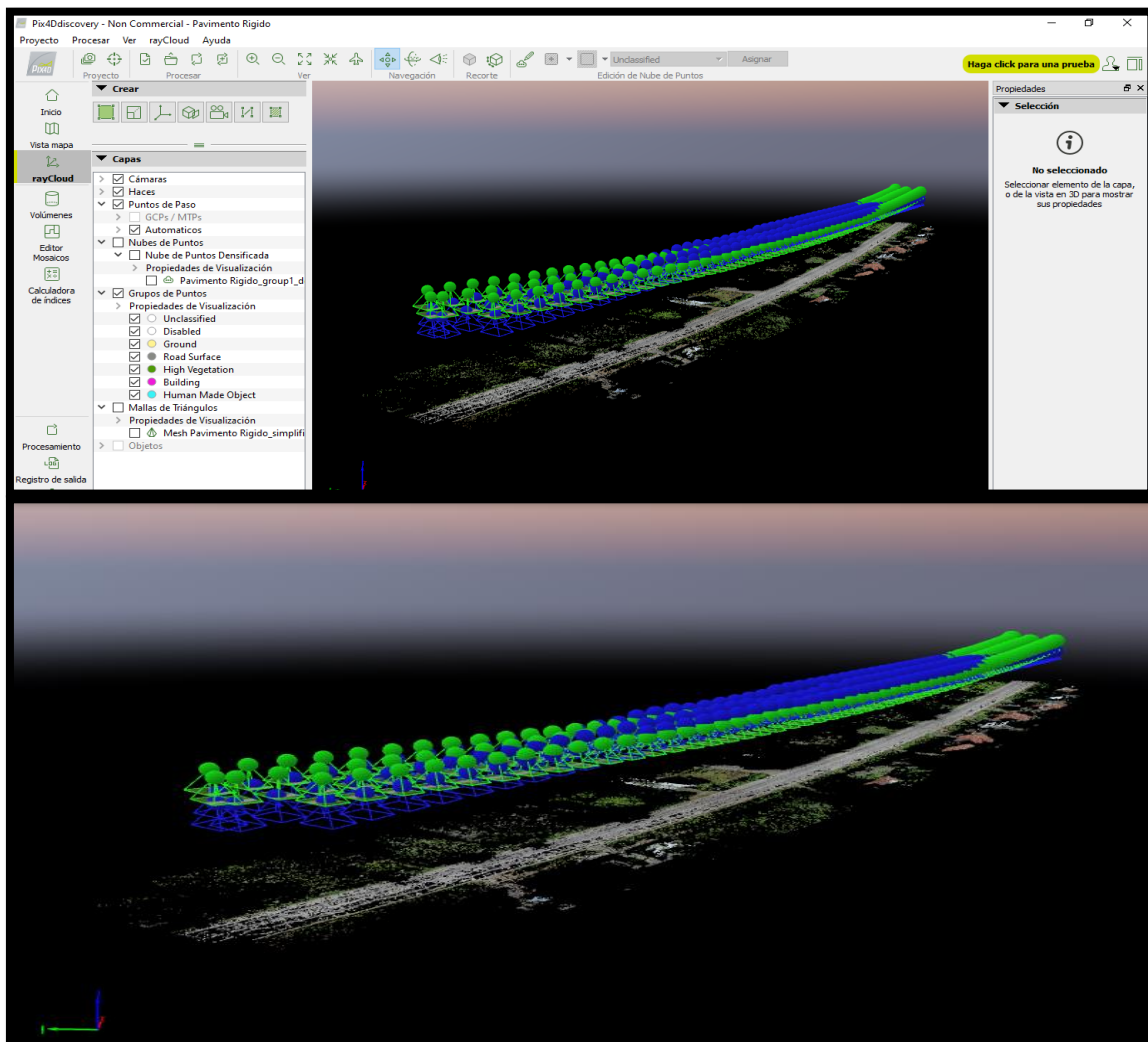 Pix4Ddiscovery - Non Commercial - Pavimento Rigido
Proyecto Procesar Ver rayCloud Ayuda
Unclassified Asignar
Proyecto Procesar Ver Navegación Recorte Edición de Nube de Puntos
Haga click para una prueba
Inicio
Vista mapa
rayCloud
Volúmenes
Editor
Mosaicos
Calculadora
de índices
Procesamiento
Registro de salida
Crear
Capas
Cámaras
Haces
Puntos de Paso
GCPs / MTPs
Automaticos
Nubes de Puntos
Nube de Puntos Densificada
Propiedades de Visualización
Pavimento Rigido_group1_d
Grupos de Puntos
Propiedades de Visualización
Unclassified
Disabled
Ground
Road Surface
High Vegetation
Building
Human Made Object
Mallas de Triángulos
Propiedades de Visualización
Mesh Pavimento Rigido_simplifi
Objetos
Propiedades
Selección
No seleccionado
Seleccionar elemento de la capa,
o de la vista en 3D para mostrar
sus propiedades